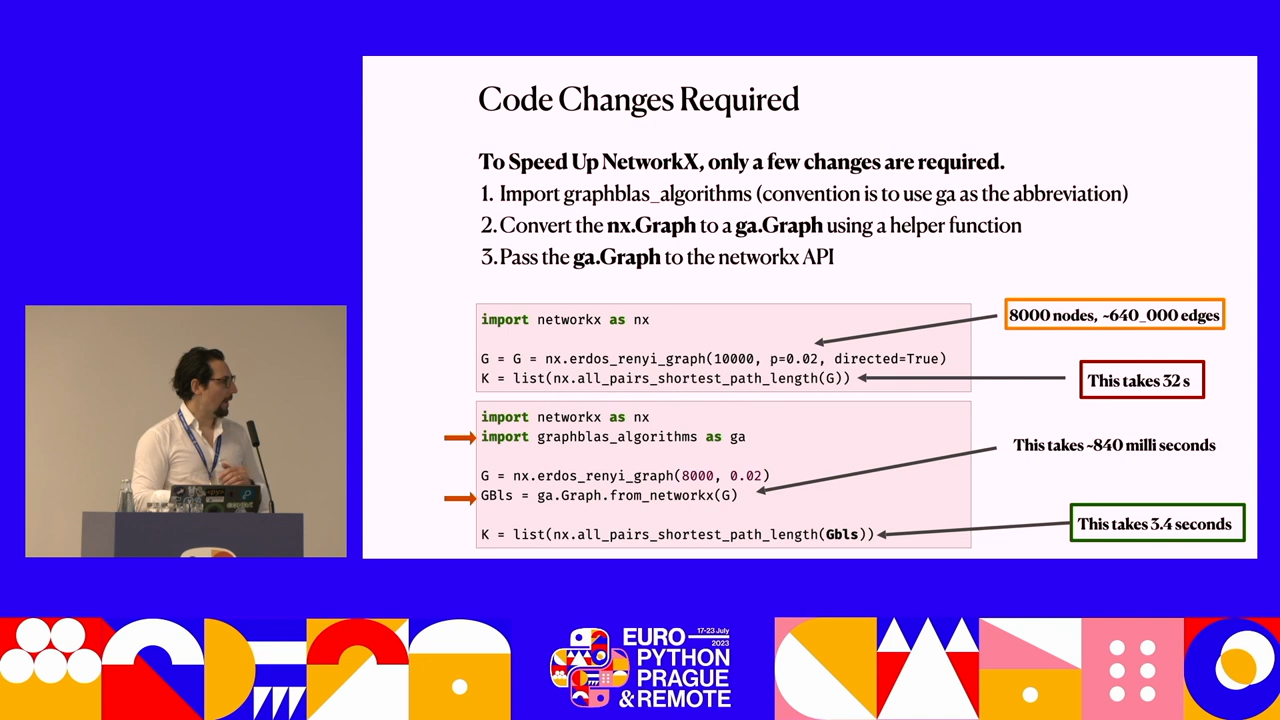 Code Changes Required
To Speed Up NetworkX, only a few changes are required.
1. Import graphblas_algorithms (convention is to use ga as the abbreviation)
2. Convert the nx.Graph to a ga.Graph using a helper function
3. Pass the ga.Graph to the networkx API
import networkx as nx
8000 nodes, ~640_000 edges
G = G = nx.erdos_renyi_graph(10000, p=0.02, directed=True)
K = list(nx.all_pairs_shortest_path_length(G))
This takes 32 s
import networkx as nx
import graphblas_algorithms as ga
This takes ~840 milli seconds
G = nx.erdos_renyi_graph(8000, 0.02)
GBls = ga.Graph.from_networkx(G)
K = list(nx.all_pairs_shortest_path_length(Gbls))
This takes 3.4 seconds
EURO
17-23 July
2023
PYTHON
PRAGUE
& REMOTE